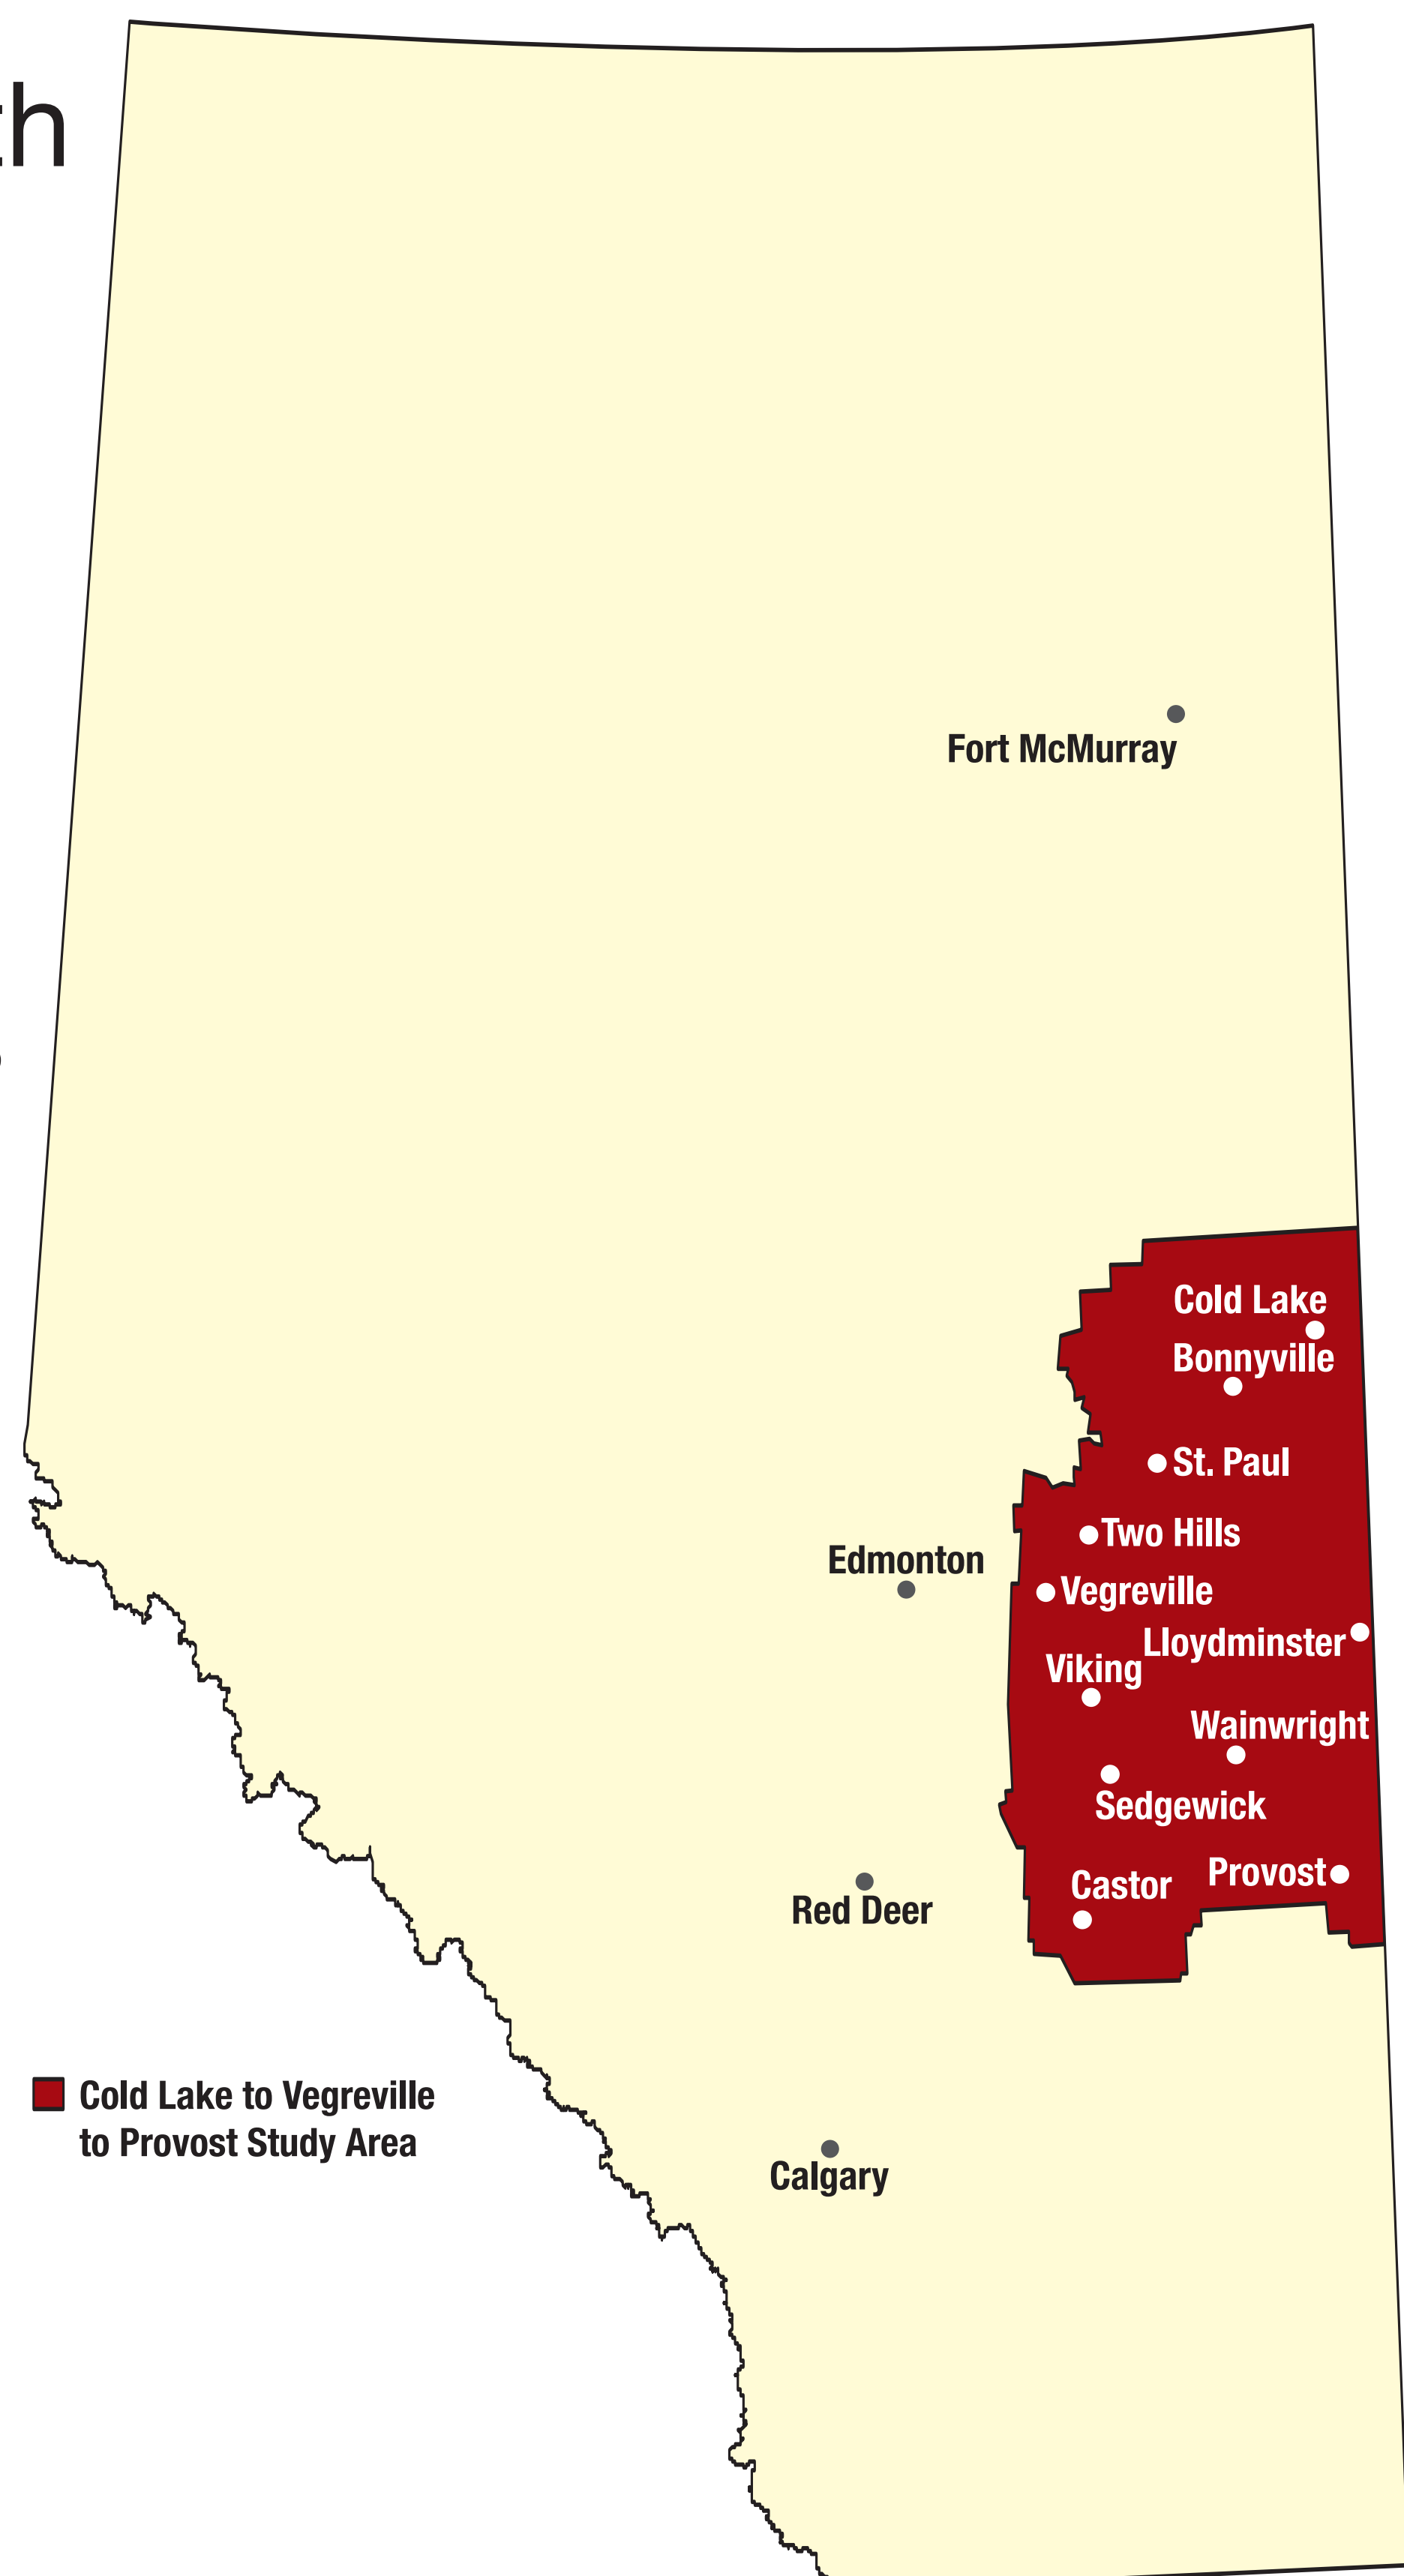 th
Fort McMurray
Cold Lake
Bonnyville
St. Paul
Two Hills
Edmonton
Vegreville
Lloydminster
Viking
Wainwright
Sedgewick
Provost
Castor
Red Deer
Cold Lake to Vegreville
to Provost Study Area
Calgary